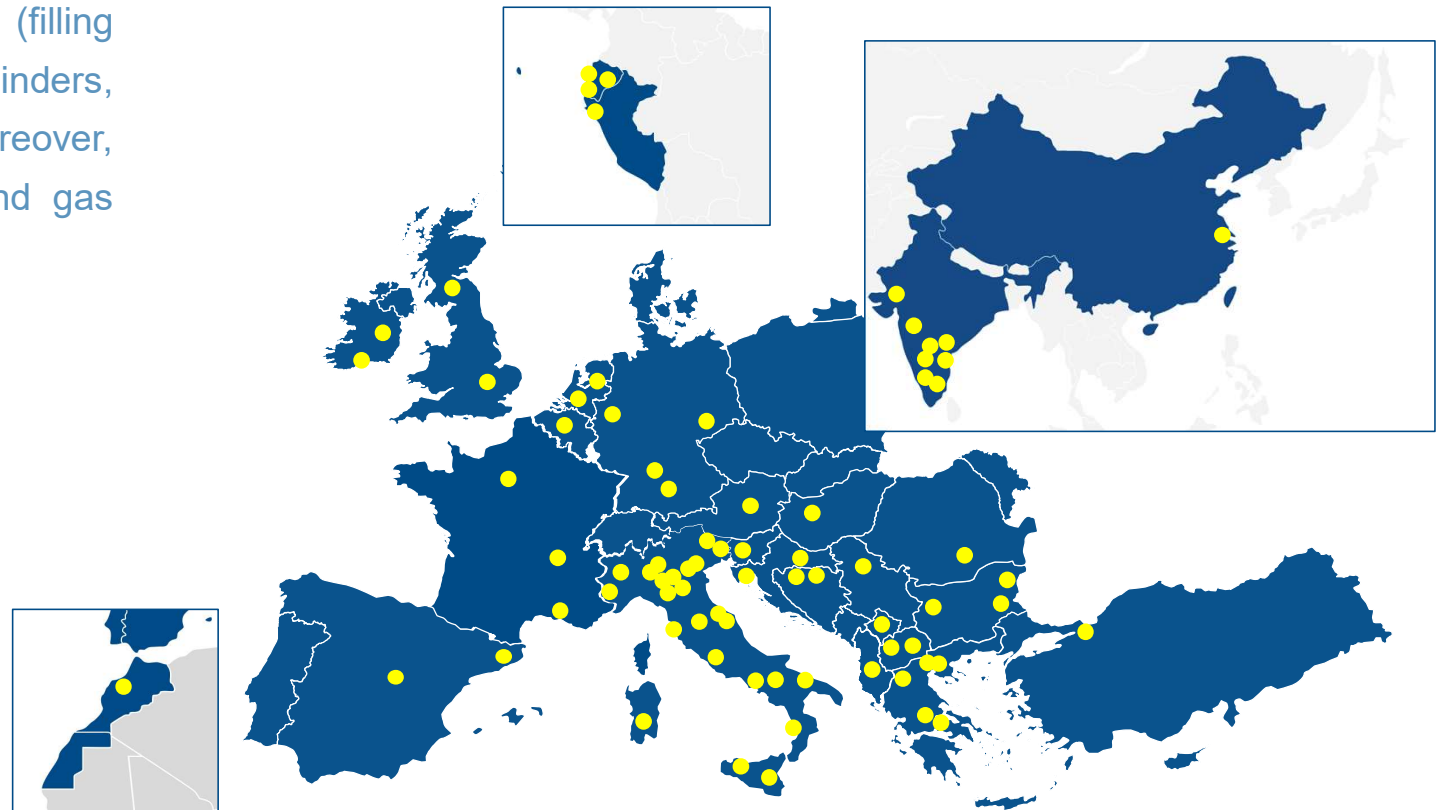 (filling
inders,
reover,
nd gas